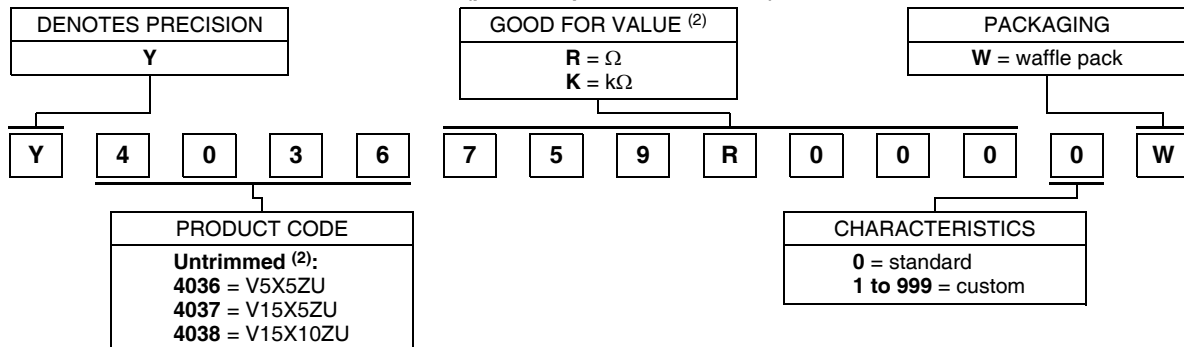 DENOTES PRECISION
Y
GOOD FOR VALUE (2)
R = Ω
K = kΩ
PACKAGING
W = waffle pack
Y 4 0 3 6 7 5 9 R 0 0 0 0 W
PRODUCT CODE
Untrimmed (2):
4036 = V5X5ZU
4037 = V15X5ZU
4038 = V15X10ZU
CHARACTERISTICS
0 = standard
1 to 999 = custom